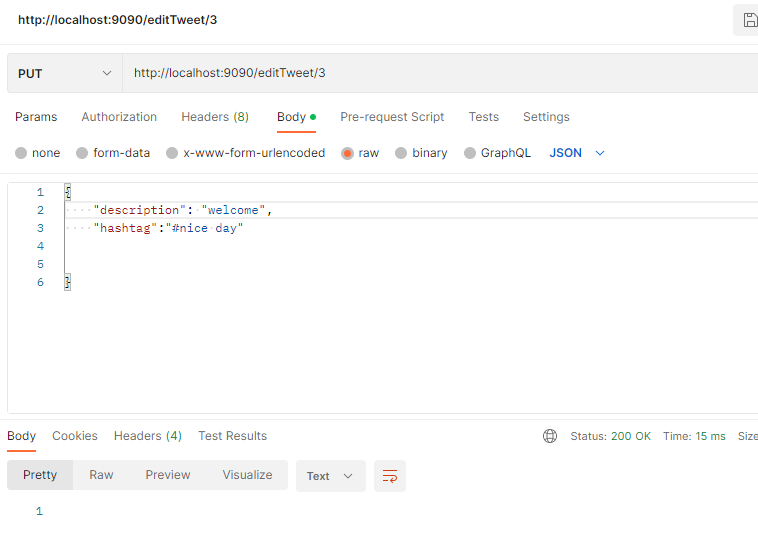 http://localhost:9090/editTweet/3
PUT http://localhost:9090/editTweet/3
Params Authorization Headers (8) Body Pre-request Script Tests Settings
none form-data x-www-form-urlencoded raw binary GraphQL JSON
1 {
2 "description": "welcome",
3 "hashtag":"#nice day"
4
5
6 }
Body Cookies Headers (4) Test Results Status: 200 OK Time: 15 ms Size
Pretty Raw Preview Visualize Text
1